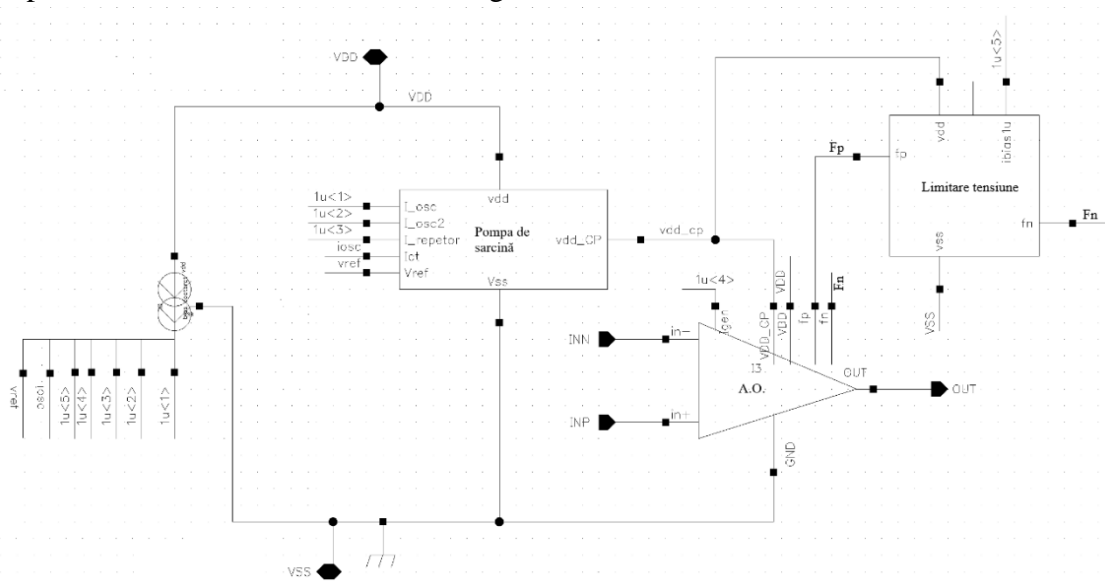 VDD
VDD
1u<5>
vdd
ibias1u
Fp
fp
Limitare tensiune
fn
Fn
vss
VSS
vdd
1u<1>
I_osc
1u<2>
I_osc2
1u<3>
I_repetor
iosc
Ict
vref
Vref
Pompa de
sarcină
vdd_CP
vdd_cp
Vss
1u<4>
Igen
VDD_CP
VDD
VDD
fp
fn
Fn
INN
in-
I3
A.O.
OUT
OUT
INP
in+
GND
vdd
vref
iosc
1u<5>
1u<4>
1u<3>
1u<2>
1u<1>
VSS